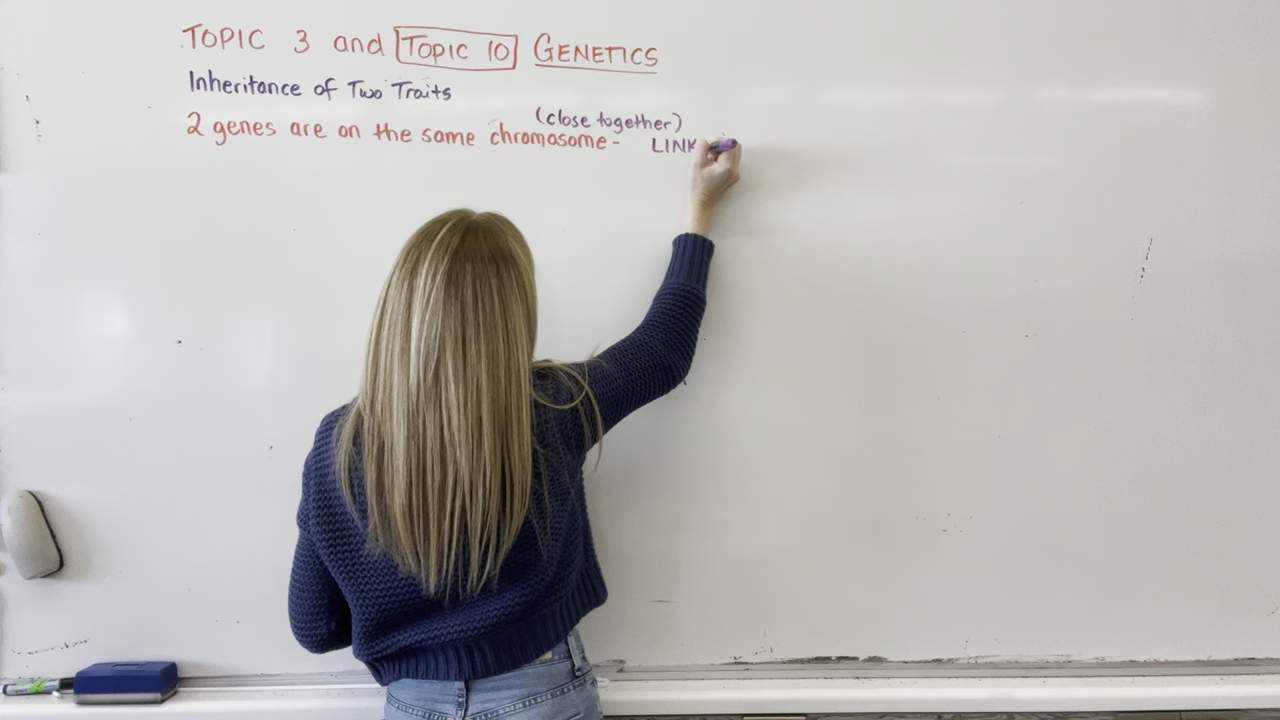 TOPIC 3 and Topic 10 GENETICS
Inheritance of Two Traits
(close together)
2 genes are on the same chromosome - LINK